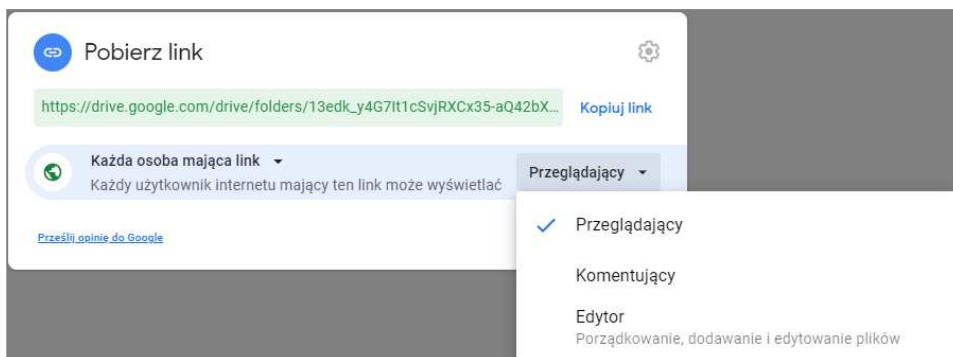 Pobierz link
https://drive.google.com/drive/folders/13edk_y4G7It1cSvjRXCx35-aQ42bX...
Kopiuj link
Każda osoba mająca link
Każdy użytkownik internetu mający ten link może wyświetlać
Przeglądający
Prześlij opinię do Google
Przeglądający
Komentujący
Edytor
Porządkowanie, dodawanie i edytowanie plików